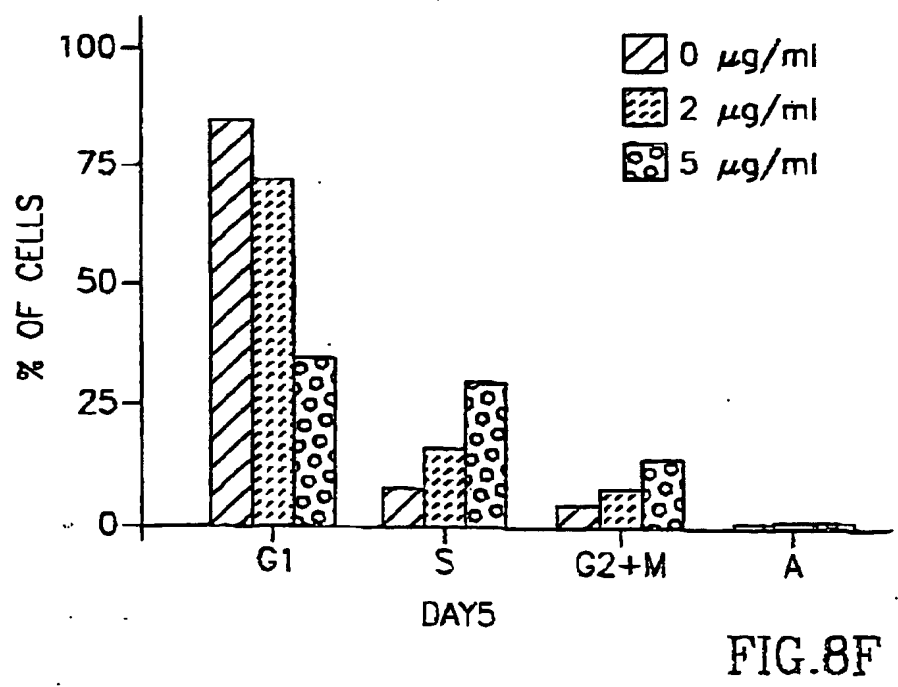 100
75
50
25
0
% OF CELLS
0 μg/ml
2 μg/ml
5 μg/ml
G1
S
G2+M
A
DAY5
FIG.8F